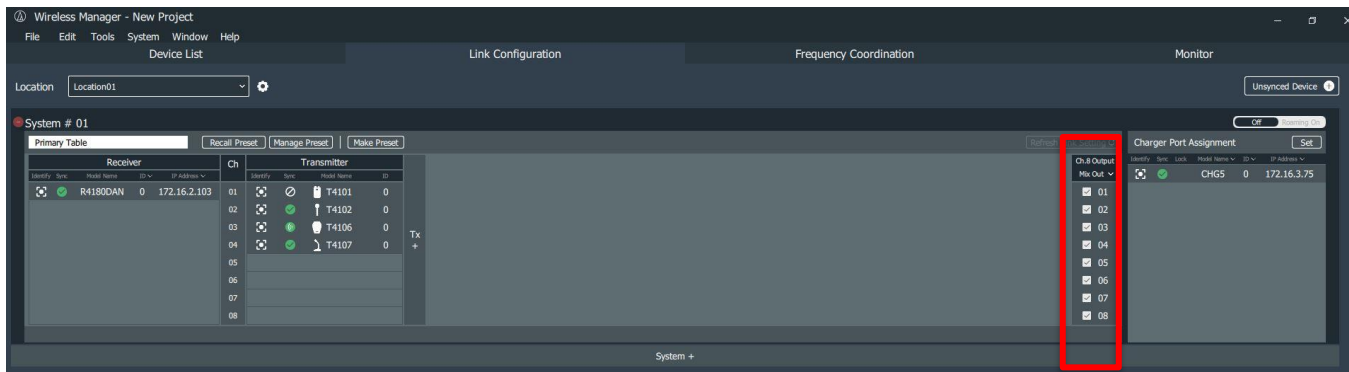 Wireless Manager - New Project
File Edit Tools System Window Help
Device List Link Configuration Frequency Coordination Monitor
Location Location01 Unsynced Device
System # 01 Off Roaming On
Primary Table Recall Preset Manage Preset Make Preset Charger Port Assignment Set
Receiver Ch Transmitter Ch.8 Output
Identify Sync Model Name ID IP Address Identify Sync Model Name ID Mix Out Identify Sync Lock Model Name ID IP Address
R4180DAN 0 172.16.2.103 01 T4101 0 01 CHG5 0 172.16.3.75
02 T4102 0 02
03 T4106 0 03
Tx
+
04 T4107 0 04
05 05
06 06
07 07
08 08
System +